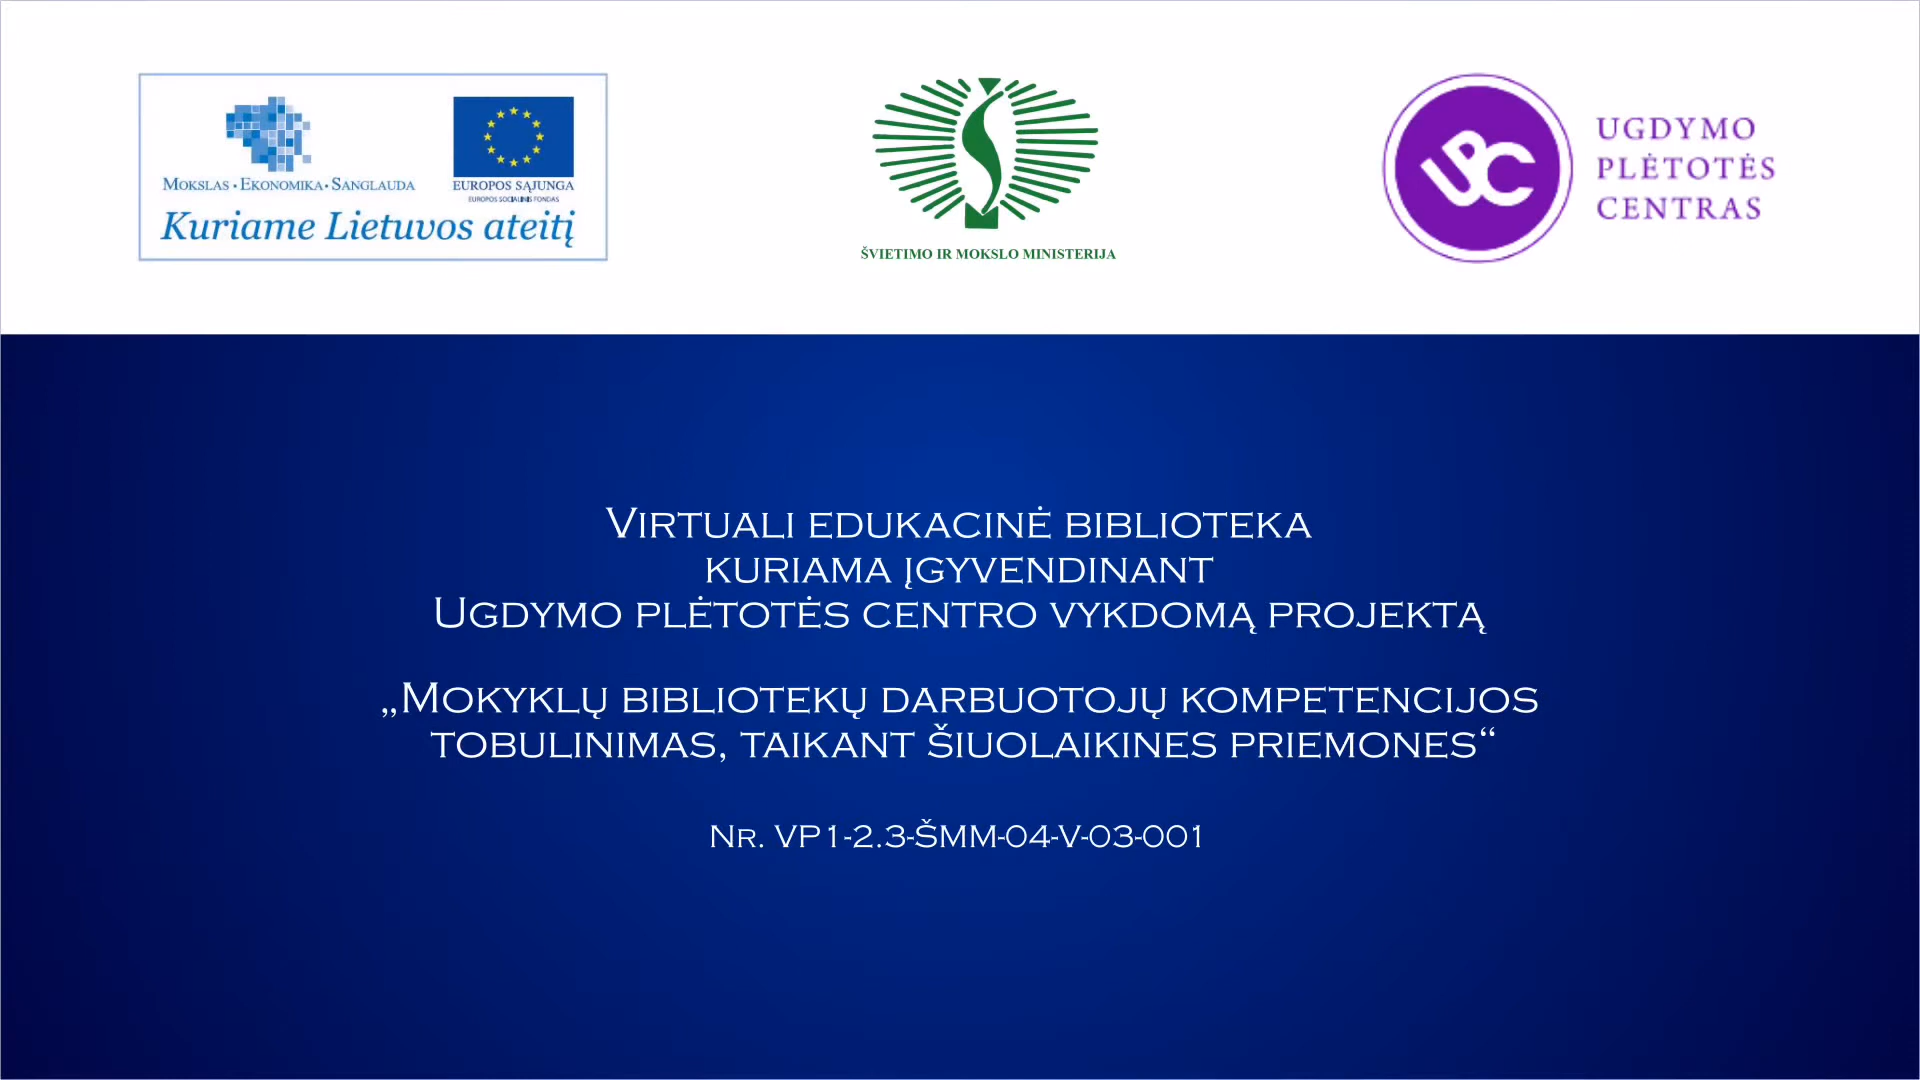 Mokslas • Ekonomika • Sanglauda
EUROPOS SĄJUNGA
EUROPOS SOCIALINIS FONDAS
Kuriame Lietuvos ateitį
ŠVIETIMO IR MOKSLO MINISTERIJA
UPC
UGDYMO
PLĖTOTĖS
CENTRAS
Virtuali edukacinė biblioteka
kuriama įgyvendinant
Ugdymo plėtotės centro vykdomą projektą
„Mokyklų bibliotekų darbuotojų kompetencijos
tobulinimas, taikant šiuolaikines priemones“
Nr. VP1-2.3-ŠMM-04-V-03-001